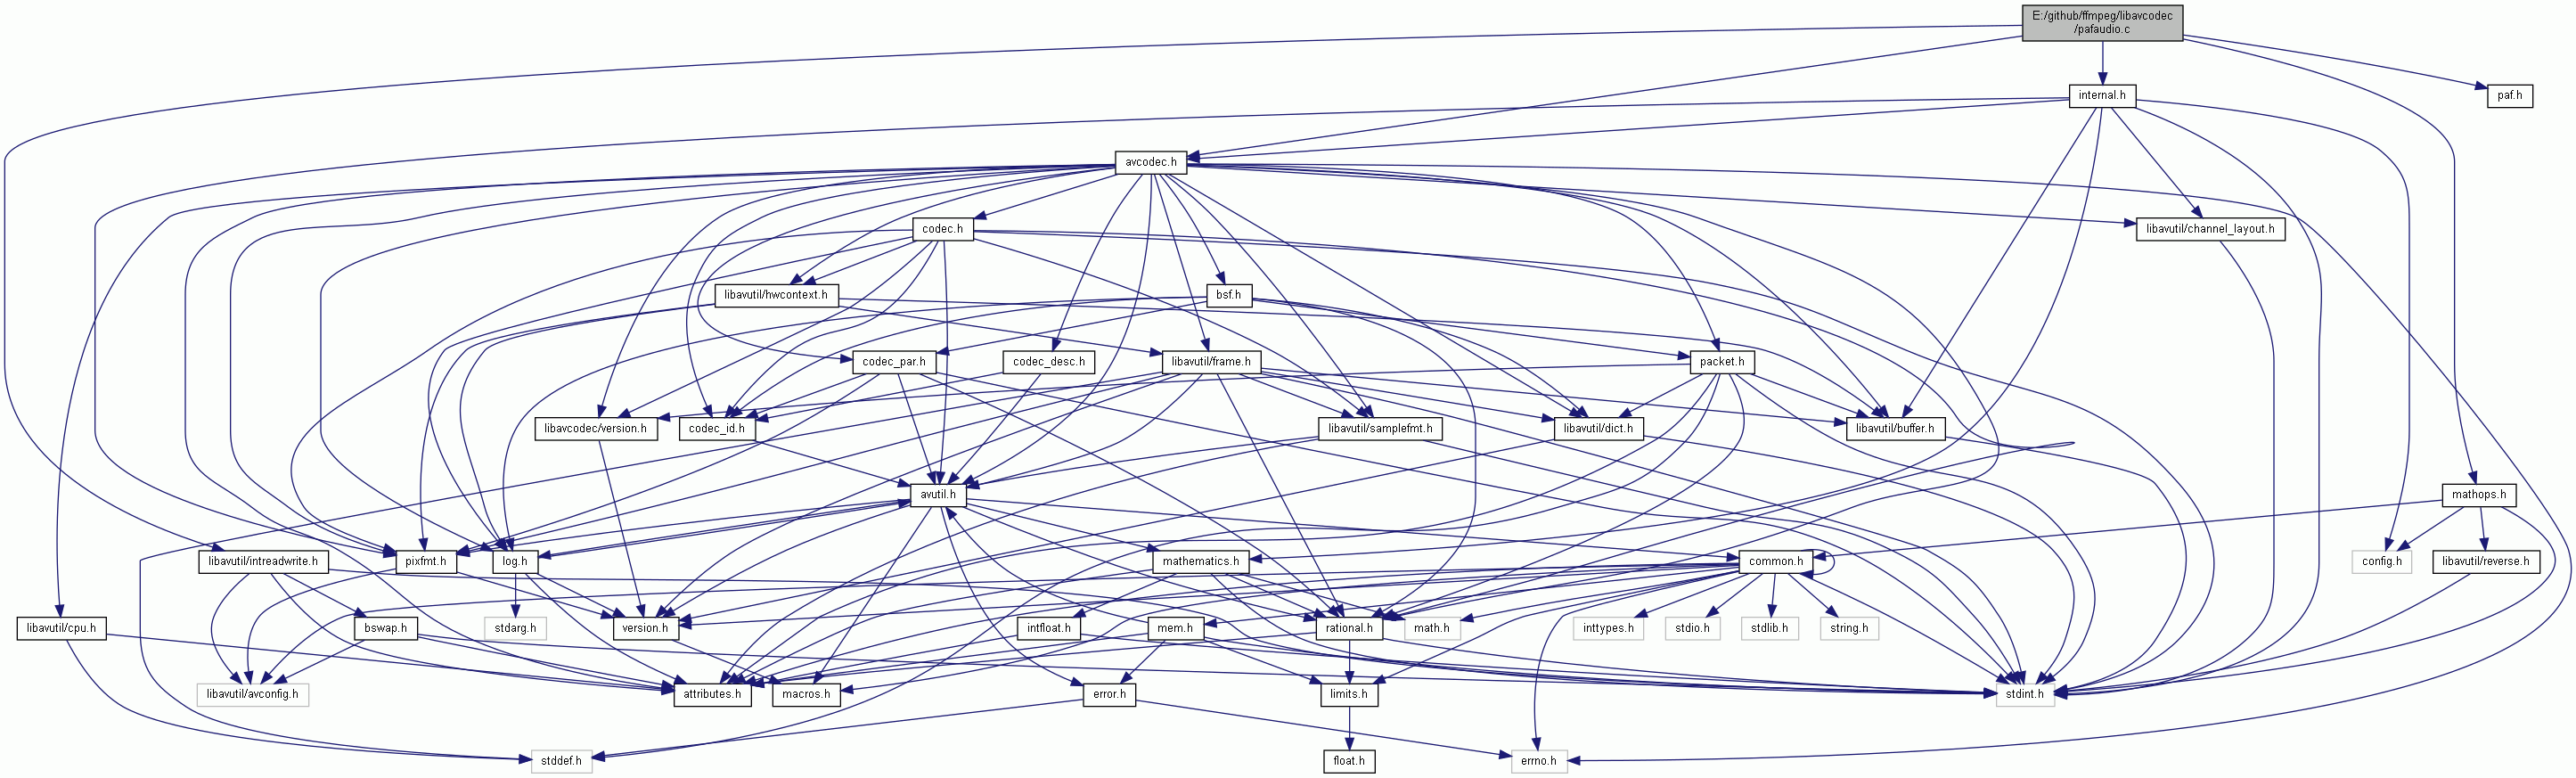 E:/github/ffmpeg/libavcodec
/pafaudio.c
internal.h
paf.h
avcodec.h
codec.h
libavutil/channel_layout.h
libavutil/hwcontext.h
bsf.h
codec_par.h
codec_desc.h
libavutil/frame.h
packet.h
libavcodec/version.h
codec_id.h
libavutil/samplefmt.h
libavutil/dict.h
libavutil/buffer.h
avutil.h
mathops.h
libavutil/intreadwrite.h
pixfmt.h
log.h
mathematics.h
common.h
config.h
libavutil/reverse.h
libavutil/cpu.h
bswap.h
stdarg.h
version.h
intfloat.h
mem.h
rational.h
math.h
inttypes.h
stdio.h
stdlib.h
string.h
libavutil/avconfig.h
attributes.h
macros.h
error.h
limits.h
stdint.h
stddef.h
float.h
errno.h